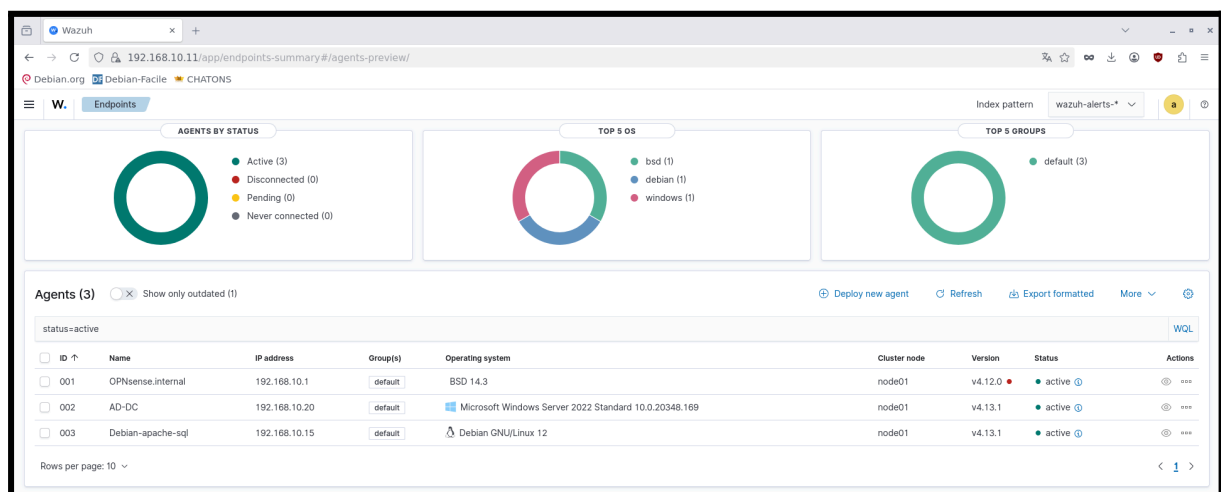 Wazuh
192.168.10.11/app/endpoints-summary#/agents-preview/
Debian.org DF Debian-Facile CHATONS
W. Endpoints Index pattern wazuh-alerts-* a
AGENTS BY STATUS
Active (3)
Disconnected (0)
Pending (0)
Never connected (0)
TOP 5 OS
bsd (1)
debian (1)
windows (1)
TOP 5 GROUPS
default (3)
Agents (3) Show only outdated (1) Deploy new agent Refresh Export formatted More
status=active WQL
ID Name IP address Group(s) Operating system Cluster node Version Status Actions
001 OPNsense.internal 192.168.10.1 default BSD 14.3 node01 v4.12.0 active
002 AD-DC 192.168.10.20 default Microsoft Windows Server 2022 Standard 10.0.20348.169 node01 v4.13.1 active
003 Debian-apache-sql 192.168.10.15 default Debian GNU/Linux 12 node01 v4.13.1 active
Rows per page: 10 1